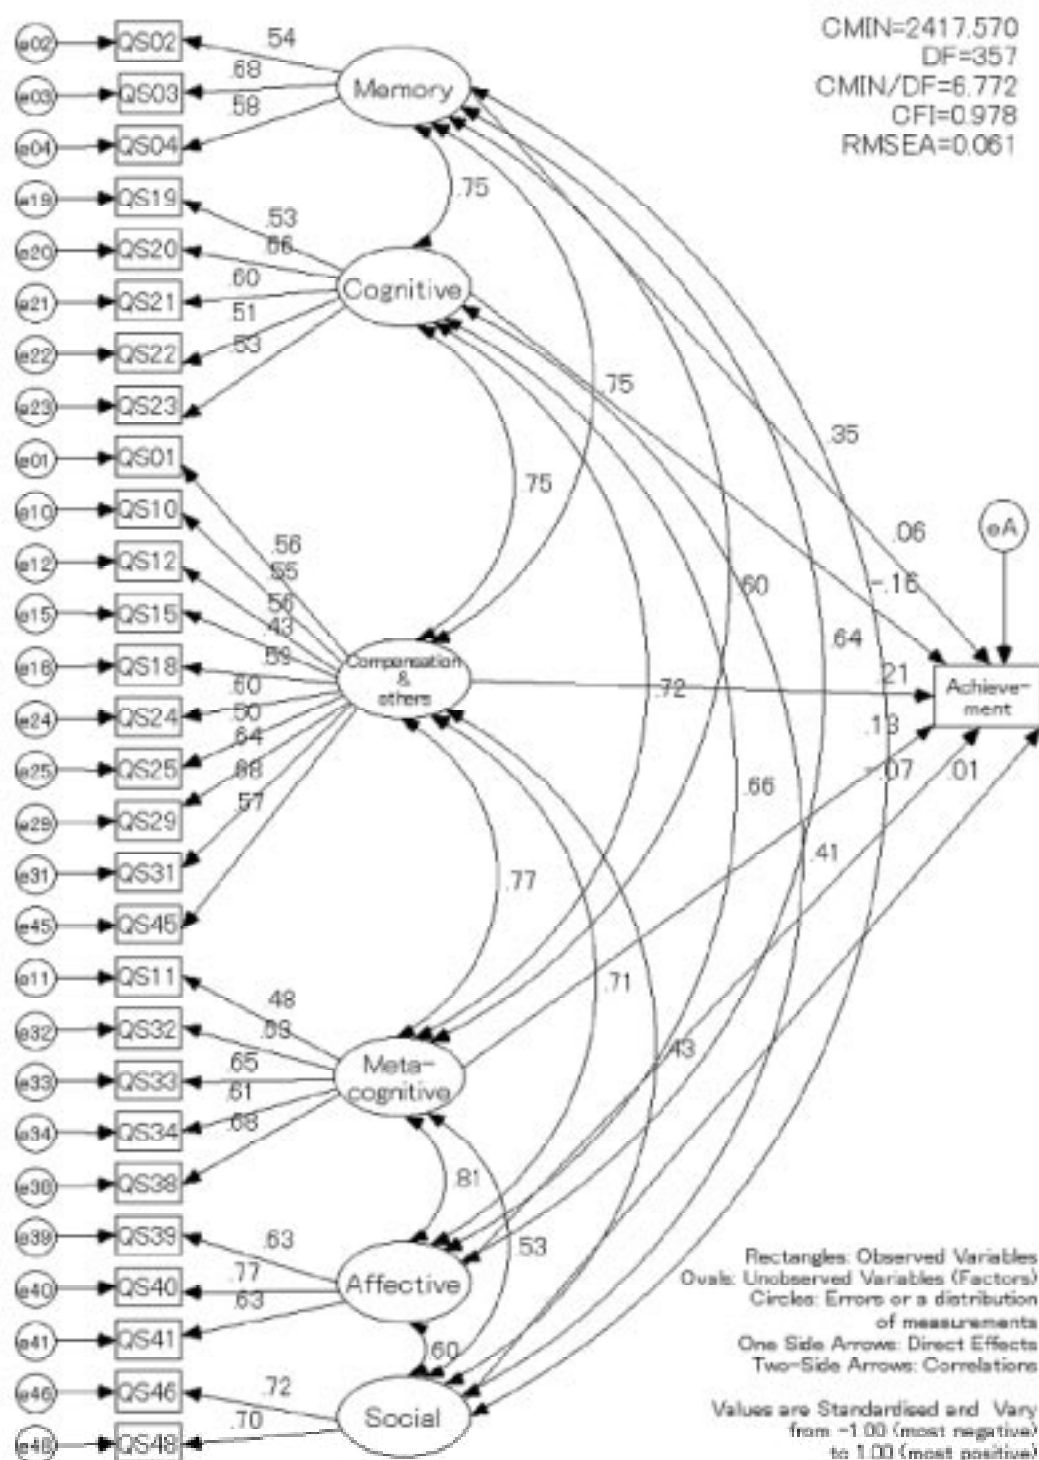 CMIN=2417.570
DF=357
CMIN/DF=6.772
CFI=0.978
RMSEA=0.061
e02 QS02 .54
e03 QS03 .68
e04 QS04 .58
Memory
.75
e19 QS19 .53
e20 QS20 .66
e21 QS21 .60
e22 QS22 .51
e23 QS23 .53
Cognitive
.75
.35
.75
.06
eA
-.16
e01 QS01
e10 QS10 .56
e12 QS12 .55
e15 QS15 .56
.43
e16 QS18 .59
e24 QS24 .60
.50
e25 QS25 .64
e29 QS29 .68
e31 QS31 .57
e45 QS45
Compensation
&
others
.60
.64
.21
.72
Achieve-
ment
.13
-.07
.01
.66
.41
.77
.71
.43
e11 QS11 .48
e32 QS32 .63
e33 QS33 .65
e34 QS34 .61
QS38 .68
Meta-
cognitive
.81
.53
e39 QS39 .63
e40 QS40 .77
e41 QS41 .63
Affective
.60
e46 QS46 .72
e48 QS48 .70
Social
Rectangles: Observed Variables
Ovals: Unobserved Variables (Factors)
Circles: Errors or a distribution
of measurements
One Side Arrows: Direct Effects
Two-Side Arrows: Correlations
Values are Standardised and Vary
from -1.00 (most negative)
to 1.00 (most positive)